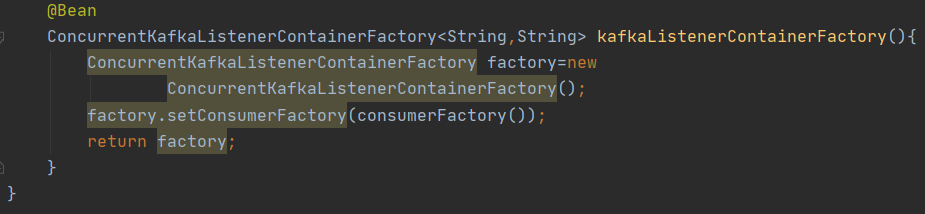 @Bean
ConcurrentKafkaListenerContainerFactory<String,String> kafkaListenerContainerFactory(){
ConcurrentKafkaListenerContainerFactory factory=new
ConcurrentKafkaListenerContainerFactory();
factory.setConsumerFactory(consumerFactory());
return factory;
}
}